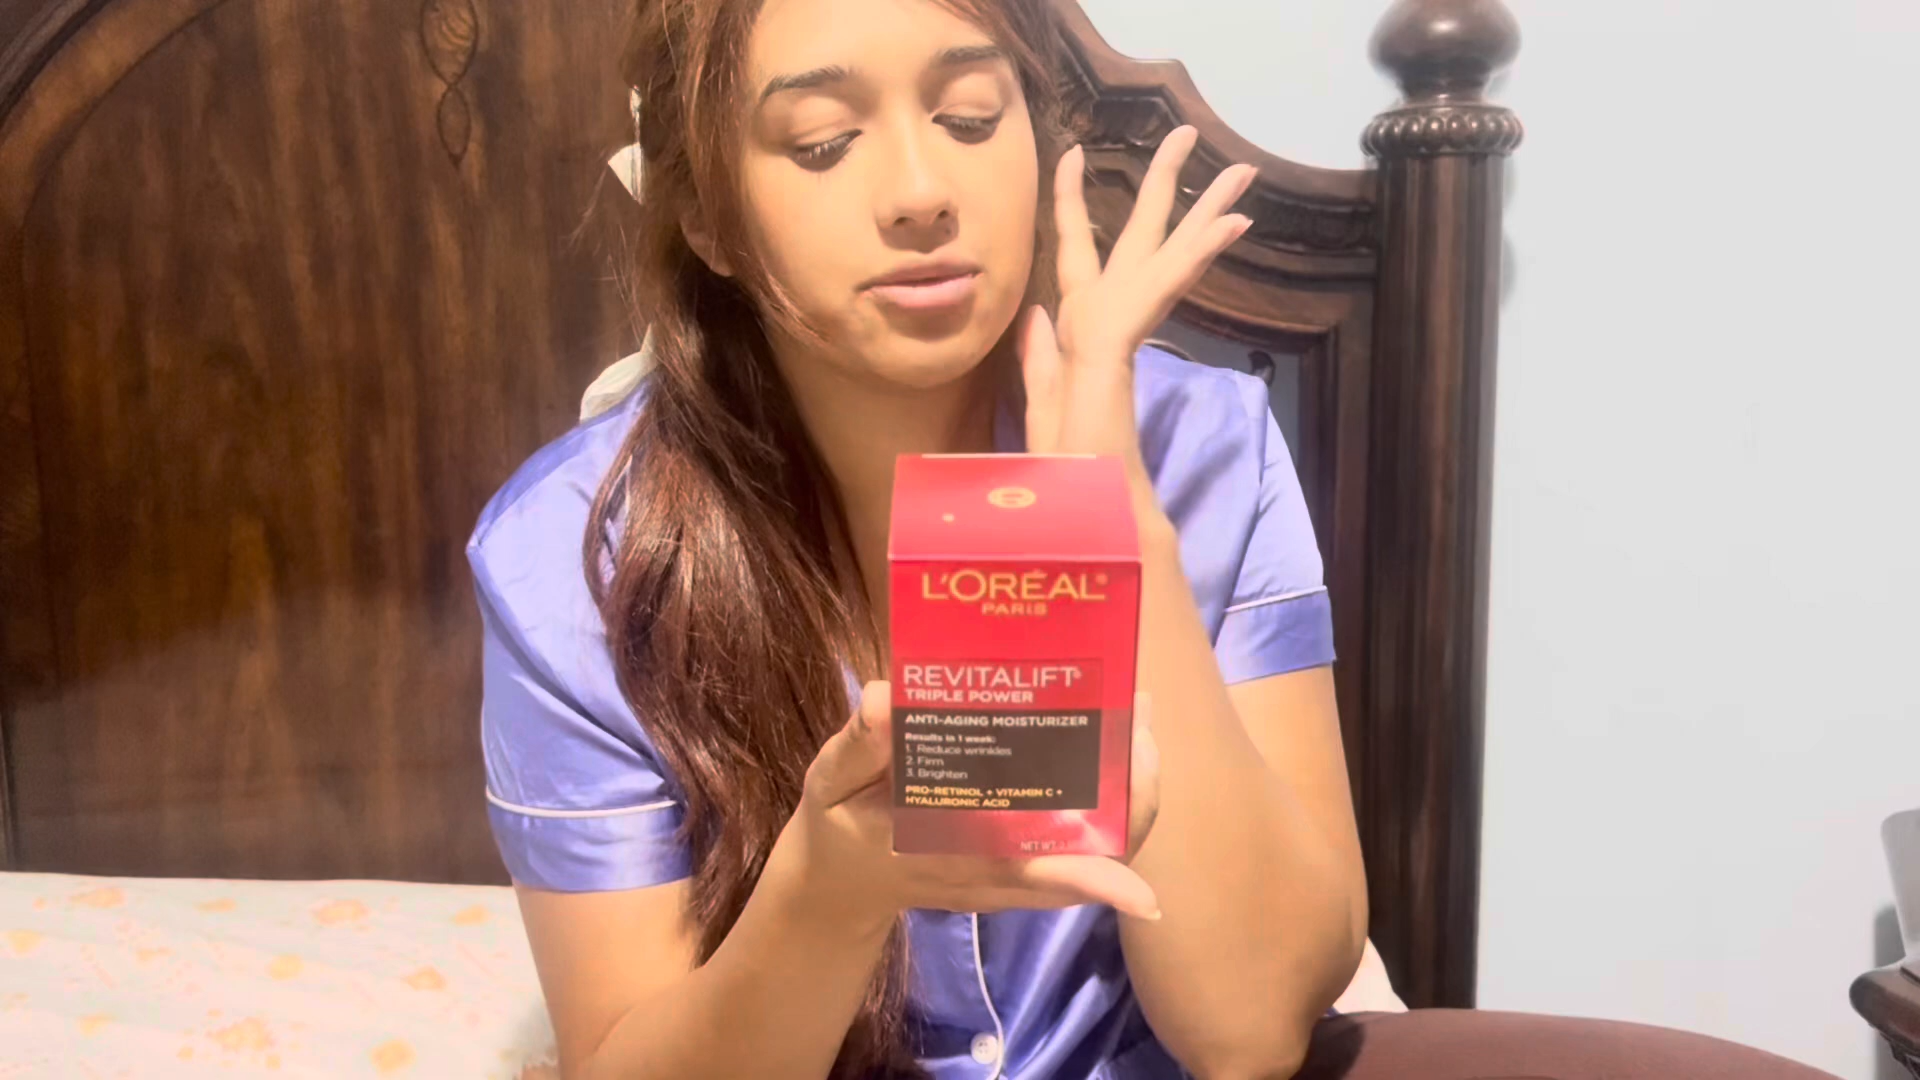 L'ORÉAL®
PARIS
REVITALIFT®
TRIPLE POWER
ANTI-AGING MOISTURIZER
Results in 1 week:
1. Reduce wrinkles
2. Firm
3. Brighten
PRO-RETINOL + VITAMIN C +
HYALURONIC ACID
NET WT.